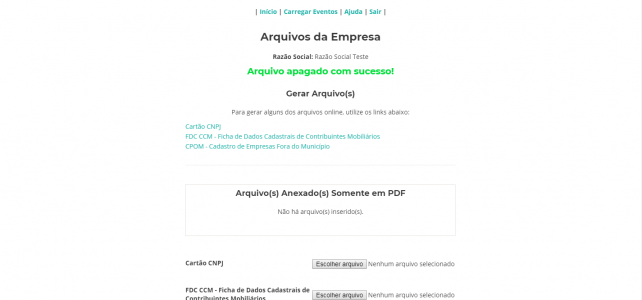 | Início | Carregar Eventos | Ajuda | Sair |
Arquivos da Empresa
Razão Social: Razão Social Teste
Arquivo apagado com sucesso!
Gerar Arquivo(s)
Para gerar alguns dos arquivos online, utilize os links abaixo:
Cartão CNPJ
FDC CCM - Ficha de Dados Cadastrais de Contribuintes Mobiliários
CPOM - Cadastro de Empresas Fora do Município
Arquivo(s) Anexado(s) Somente em PDF
Não há arquivo(s) inserido(s).
Cartão CNPJ
Escolher arquivo Nenhum arquivo selecionado
FDC CCM - Ficha de Dados Cadastrais de
Contribuintes Mobiliários
Escolher arquivo Nenhum arquivo selecionado